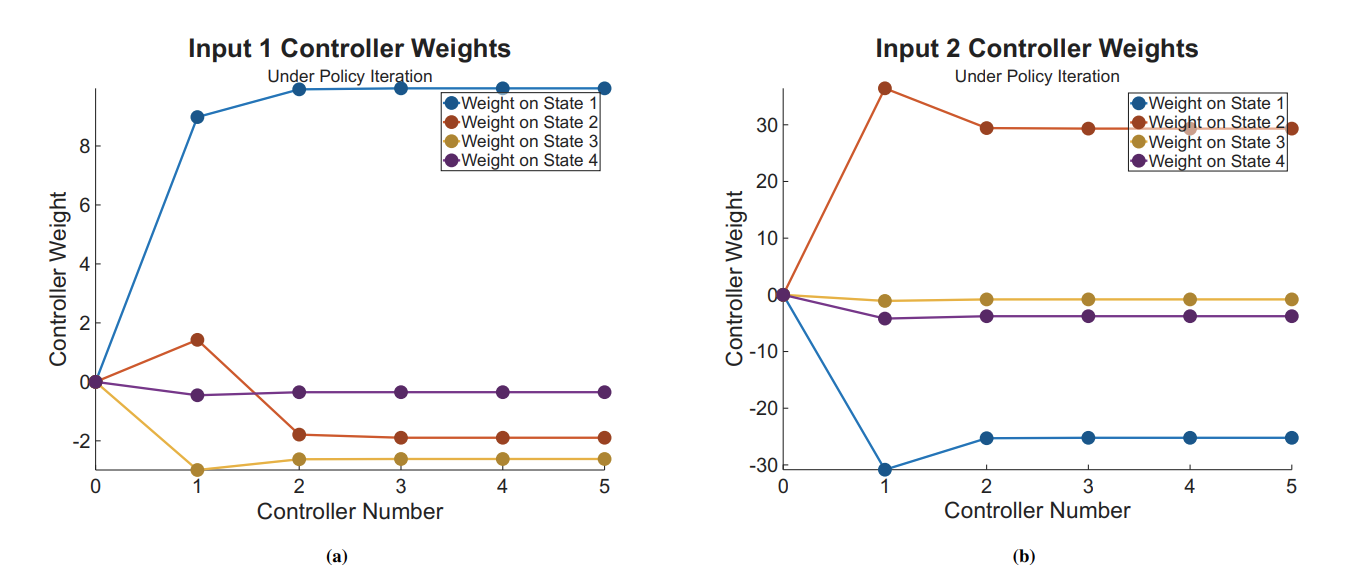 Input 1 Controller Weights
Under Policy Iteration
Weight on State 1
Weight on State 2
Weight on State 3
Weight on State 4
8
6
4
2
0
-2
Controller Weight
0 1 2 3 4 5
Controller Number
(a)
Input 2 Controller Weights
Under Policy Iteration
Weight on State 1
Weight on State 2
Weight on State 3
Weight on State 4
30
20
10
0
-10
-20
-30
Controller Weight
0 1 2 3 4 5
Controller Number
(b)